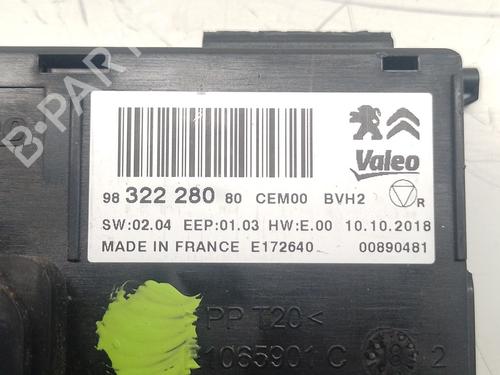 B-PARTS
Valeo
98 322 280 80 CEM00 BVH2 R
SW:02.04 EEP:01.03 HW:E.00 10.10.2018
MADE IN FRANCE E172640 00890481
PP T20<
1065901 C
2